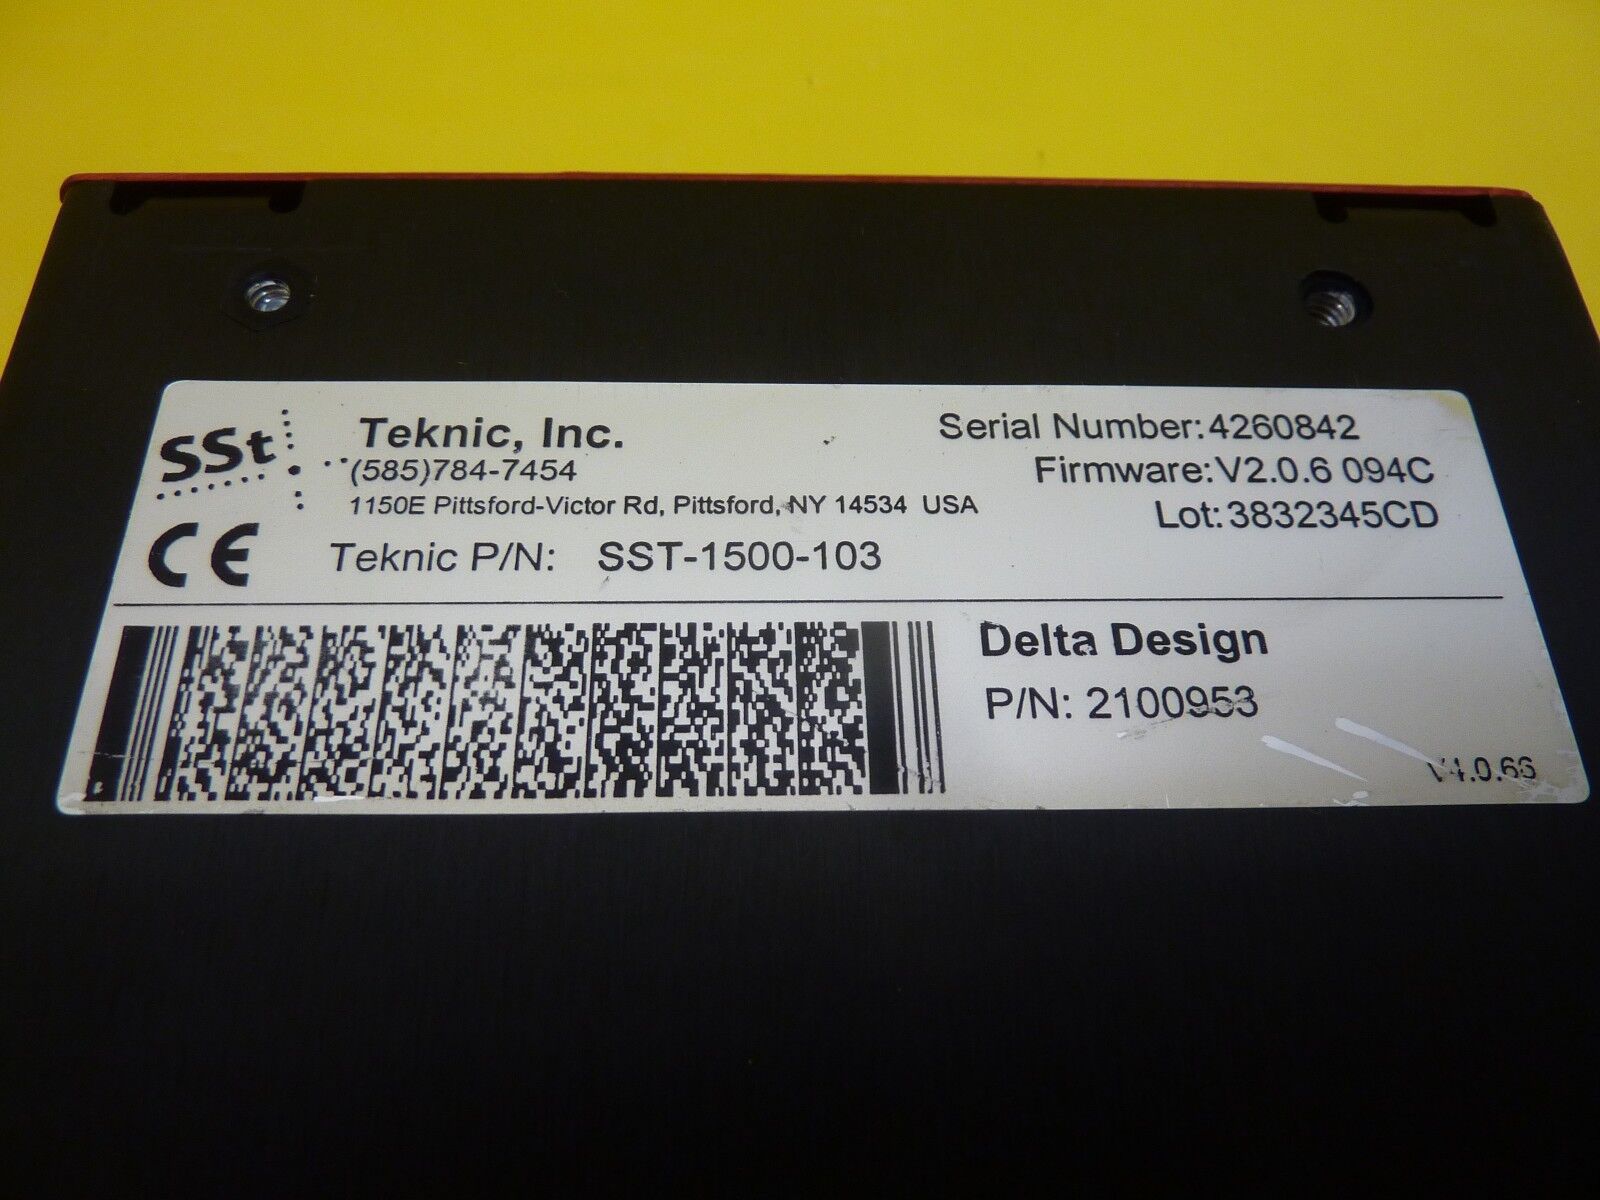 SSt
Teknic, Inc.
(585)784-7454
1150E Pittsford-Victor Rd, Pittsford, NY 14534 USA
CE
Teknic P/N: SST-1500-103
Serial Number: 4260842
Firmware: V2.0.6 094C
Lot: 3832345CD
Delta Design
P/N: 2100953
V4.0.66